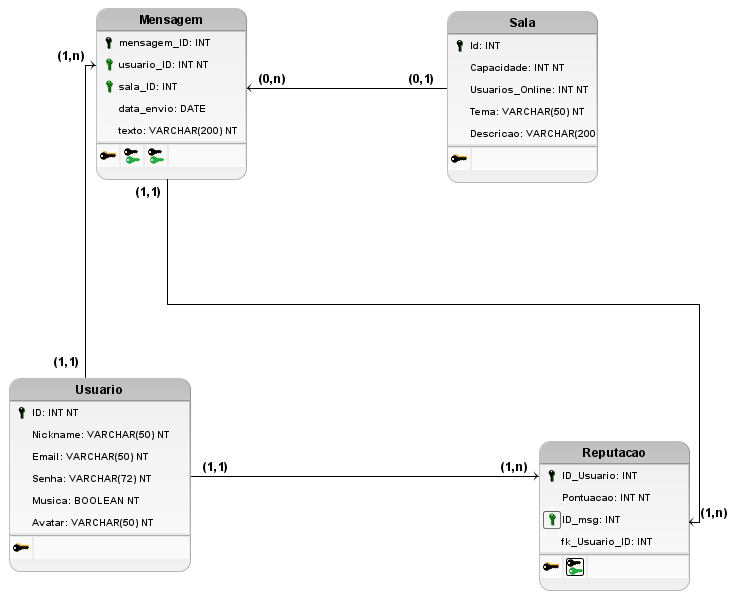 Mensagem
mensagem_ID: INT
usuario_ID: INT NT
sala_ID: INT
data_envio: DATE
texto: VARCHAR(200) NT
Sala
Id: INT
Capacidade: INT NT
Usuarios_Online: INT NT
Tema: VARCHAR(50) NT
Descricao: VARCHAR(200
(1,n)
(0,n)
(0,1)
(1,1)
(1,1)
Usuario
ID: INT NT
Nickname: VARCHAR(50) NT
Email: VARCHAR(50) NT
Senha: VARCHAR(72) NT
Musica: BOOLEAN NT
Avatar: VARCHAR(50) NT
(1,1)
(1,n)
Reputacao
ID_Usuario: INT
Pontuacao: INT NT
ID_msg: INT
fk_Usuario_ID: INT
(1,n)